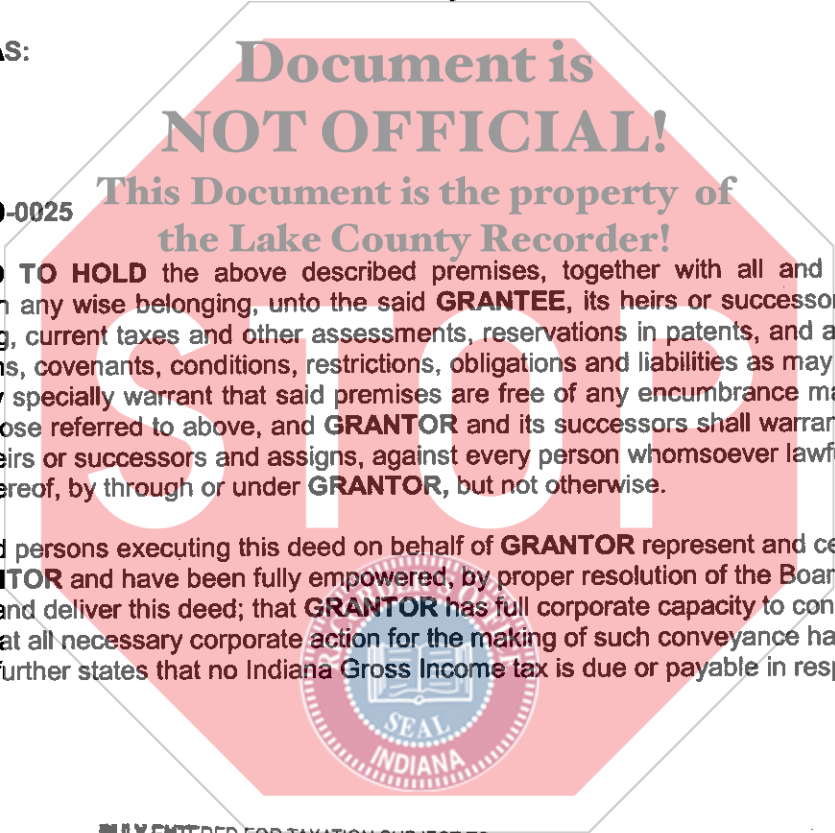 AS:
Document is
NOT OFFICIAL!
This Document is the property of
-0025
the Lake County Recorder!
TO HOLD the above described premises, together with all and
any wise belonging, unto the said GRANTEE, its heirs or successor
, current taxes and other assessments, reservations in patents, and a
ns, covenants, conditions, restrictions, obligations and liabilities as may
specially warrant that said premises are free of any encumbrance ma
ose referred to above, and GRANTOR and its successors shall warran
eirs or successors and assigns, against every person whomsoever lawf
ereof, by through or under GRANTOR, but not otherwise.
STOP
d persons executing this deed on behalf of GRANTOR represent and ce
TOR and have been fully empowered, by proper resolution of the Boar
and deliver this deed; that GRANTOR has full corporate capacity to con
at all necessary corporate action for the making of such conveyance ha
further states that no Indiana Gross Income tax is due or payable in resp
SEAL
INDIANA
ENTERED FOR TAXATION SUBJECT TO